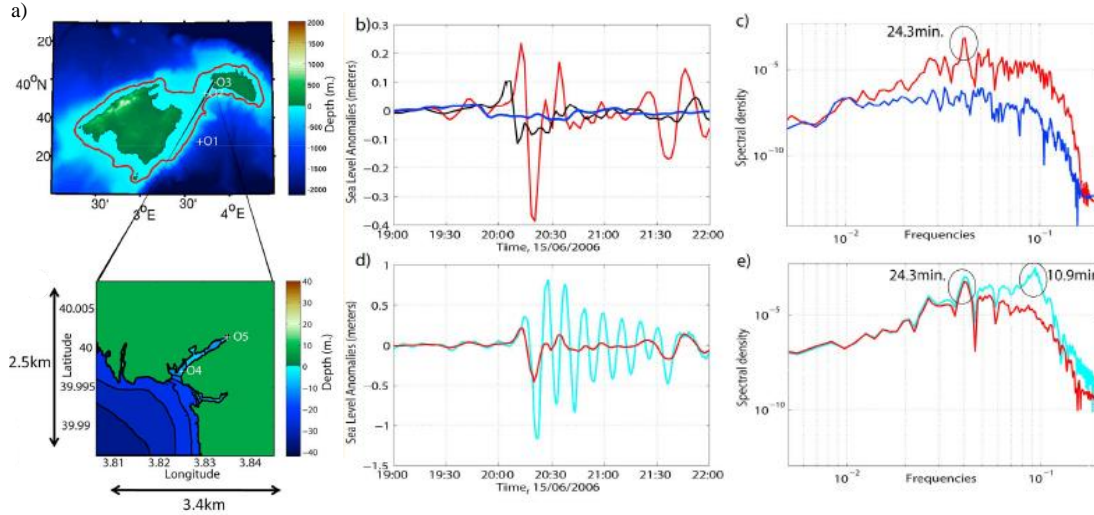 a)
40°N
40
20
30'
3°E
30'
4°E
O3
+O1
2000
1500
1000
500
0
-500
-1000
-1500
-2000
Depth (m.)
b)
Sea Level Anomalies (meters)
0.3
0.2
0.1
0
-0.1
-0.2
-0.3
0.4
19:00
19:30
20:00
20:30
21:00
21:30
22:00
Time, 15/06/2006
c)
24.3min.
Spectral density
10⁻⁵
10⁻¹⁰
10⁻²
Frequencies
10⁻¹
2.5km
Latitude
40.005
40
39.995
39.99
O5
O4
3.81
3.82
3.83
3.84
Longitude
3.4km
40
30
20
10
0
-10
-20
-30
-40
Depth (m.)
d)
Sea Level Anomalies (meters)
1
0.5
0
-0.5
-1
-1.5
19:00
19:30
20:00
20:30
21:00
21:30
22:00
Time, 15/06/2006
e)
24.3min.
10.9min
Spectral density
10⁻⁵
10⁻¹⁰
10⁻²
Frequencies
10⁻¹